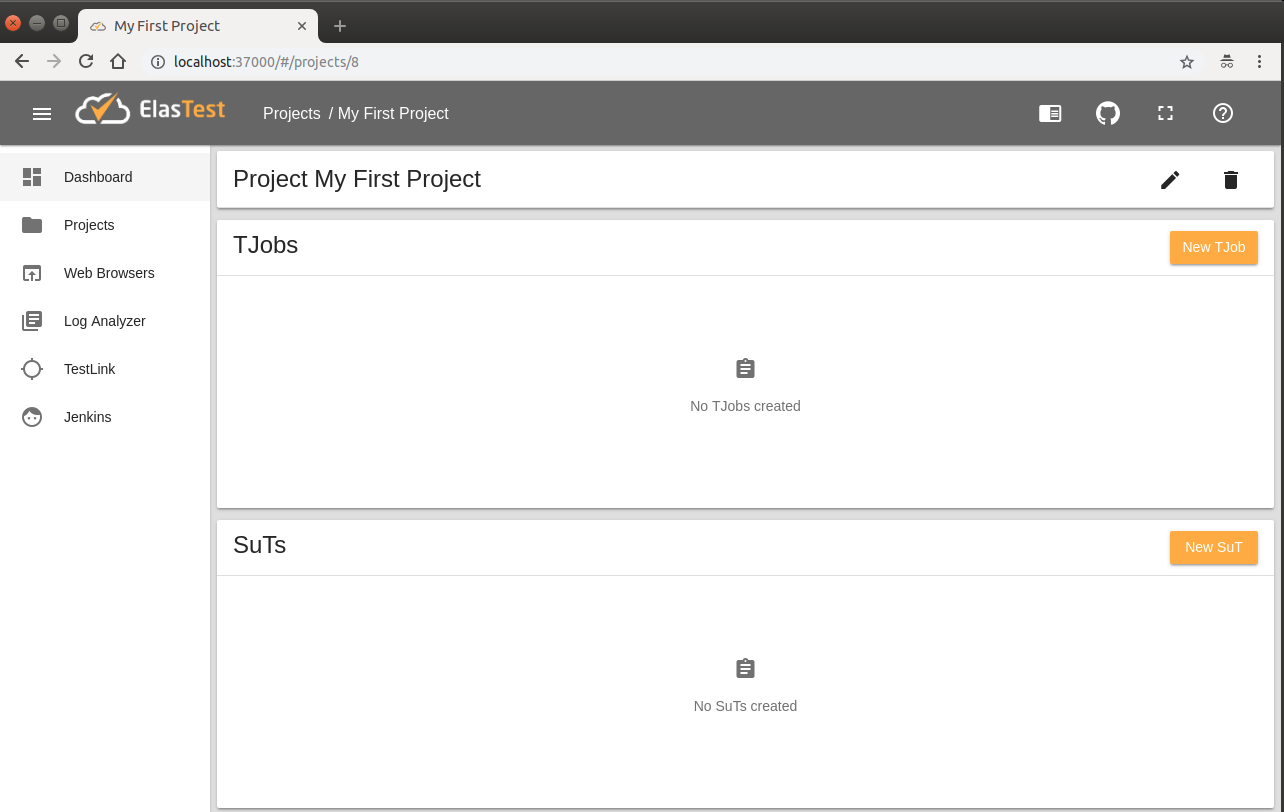 My First Project
localhost:37000/#/projects/8
ElasTest
Projects / My First Project
Dashboard
Projects
Web Browsers
Log Analyzer
TestLink
Jenkins
Project My First Project
TJobs
New TJob
No TJobs created
SuTs
New SuT
No SuTs created